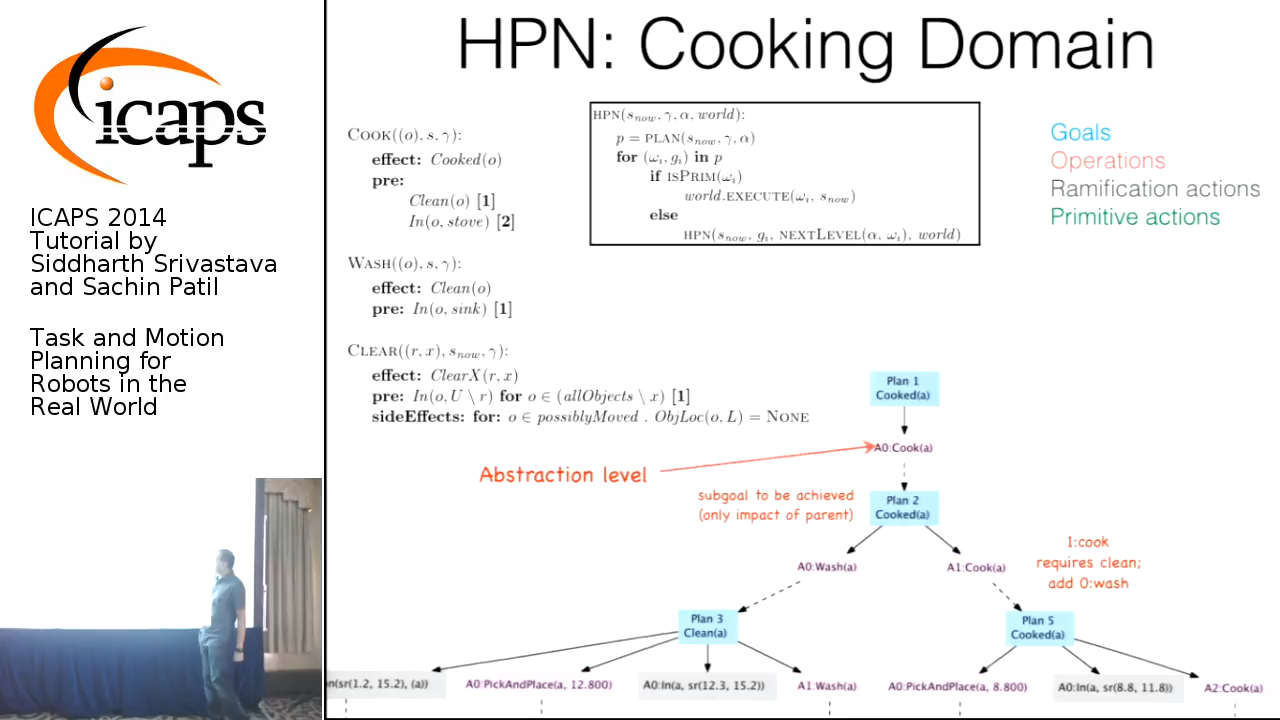 icaps
ICAPS 2014
Tutorial by
Siddharth Srivastava
and Sachin Patil
Task and Motion
Planning for
Robots in the
Real World
HPN: Cooking Domain
COOK((o), s, γ):
effect: Cooked(o)
pre:
Clean(o) [1]
In(o, stove) [2]
WASH((o), s, γ):
effect: Clean(o)
pre: In(o, sink) [1]
CLEAR((r, x), s_now, γ):
effect: ClearX(r, x)
pre: In(o, U \ r) for o ∈ (allObjects \ x) [1]
sideEffects: for: o ∈ possiblyMoved . ObjLoc(o, L) = NONE
HPN(s_now, γ, α, world):
p = PLAN(s_now, γ, α)
for (ω_i, g_i) in p
if ISPRIM(ω_i)
world.EXECUTE(ω_i, s_now)
else
HPN(s_now, g_i, NEXTLEVEL(α, ω_i), world)
Goals
Operations
Ramification actions
Primitive actions
Plan 1
Cooked(a)
A0:Cook(a)
Abstraction level
subgoal to be achieved
(only impact of parent)
Plan 2
Cooked(a)
1:cook
requires clean;
add 0:wash
A0:Wash(a)
A1:Cook(a)
Plan 3
Clean(a)
Plan 5
Cooked(a)
n(sr(1.2, 15.2), (a))
A0:PickAndPlace(a, 12.800)
A0:In(a, sr(12.3, 15.2))
A1:Wash(a)
A0:PickAndPlace(a, 8.800)
A0:In(a, sr(8.8, 11.8))
A2:Cook(a)